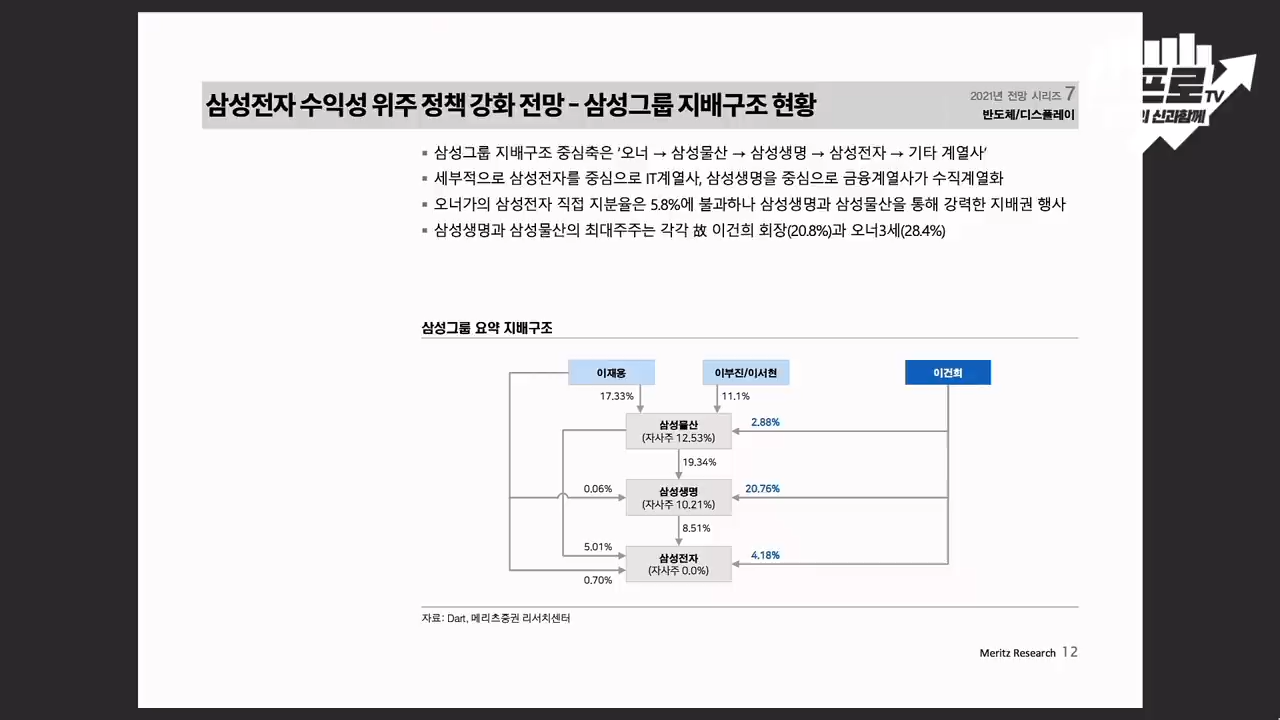 삼성전자 수익성 위주 정책 강화 전망 – 삼성그룹 지배구조 현황
2021년 전망 시리즈 7
반도체/디스플레이
프로TV
신과함께
▪ 삼성그룹 지배구조 중심축은 ‘오너 → 삼성물산 → 삼성생명 → 삼성전자 → 기타 계열사’
▪ 세부적으로 삼성전자를 중심으로 IT계열사, 삼성생명을 중심으로 금융계열사가 수직계열화
▪ 오너가의 삼성전자 직접 지분율은 5.8%에 불과하나 삼성생명과 삼성물산을 통해 강력한 지배권 행사
▪ 삼성생명과 삼성물산의 최대주주는 각각 故 이건희 회장(20.8%)과 오너3세(28.4%)
삼성그룹 요약 지배구조
이재용
이부진/이서현
이건희
17.33%
11.1%
삼성물산
(자사주 12.53%)
2.88%
19.34%
0.06%
삼성생명
(자사주 10.21%)
20.76%
8.51%
5.01%
삼성전자
(자사주 0.0%)
4.18%
0.70%
자료: Dart, 메리츠증권 리서치센터
Meritz Research 12